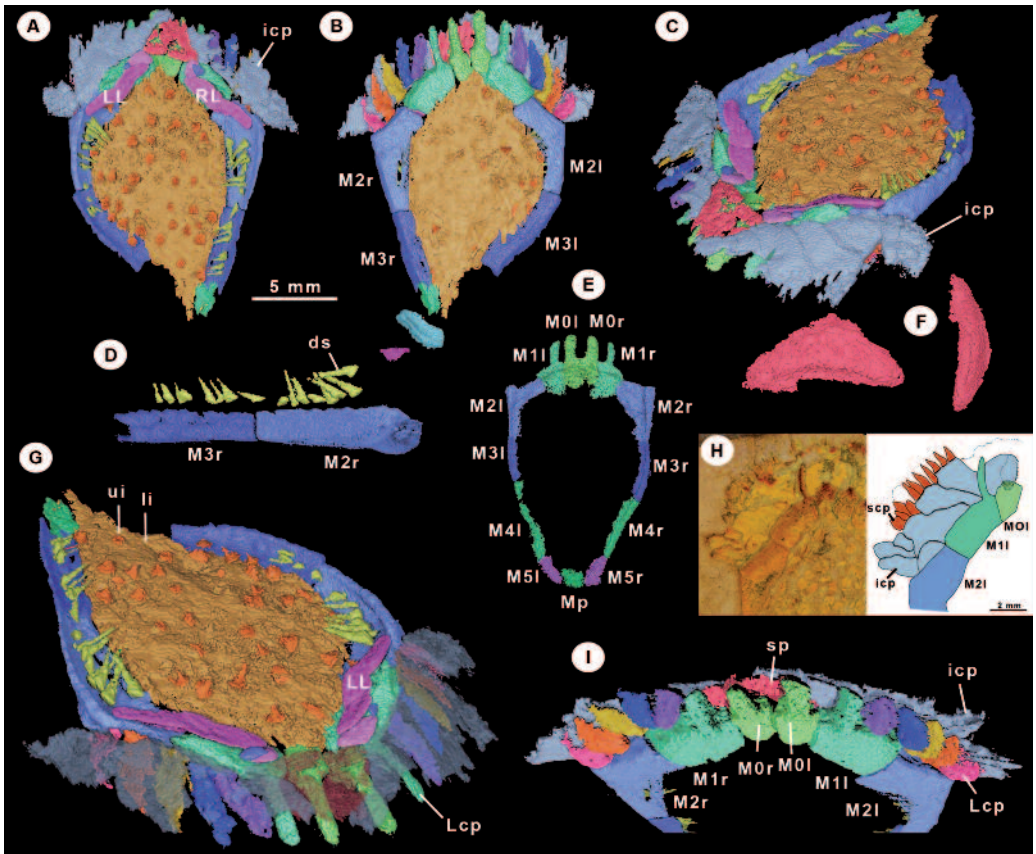 A
B
C
icp
LL
RL
M2r
M2l
M3r
M3l
icp
5 mm
E
F
M0l
M0r
M1l
M1r
D
ds
M2l
M2r
M3r
M2r
M3l
M3r
G
ui
li
M4l
M4r
M5l
M5r
Mp
H
scp
icp
M0l
M1l
M2l
2 mm
LL
Lcp
I
sp
icp
M1r
M0r
M0l
M1l
M2r
M2l
Lcp